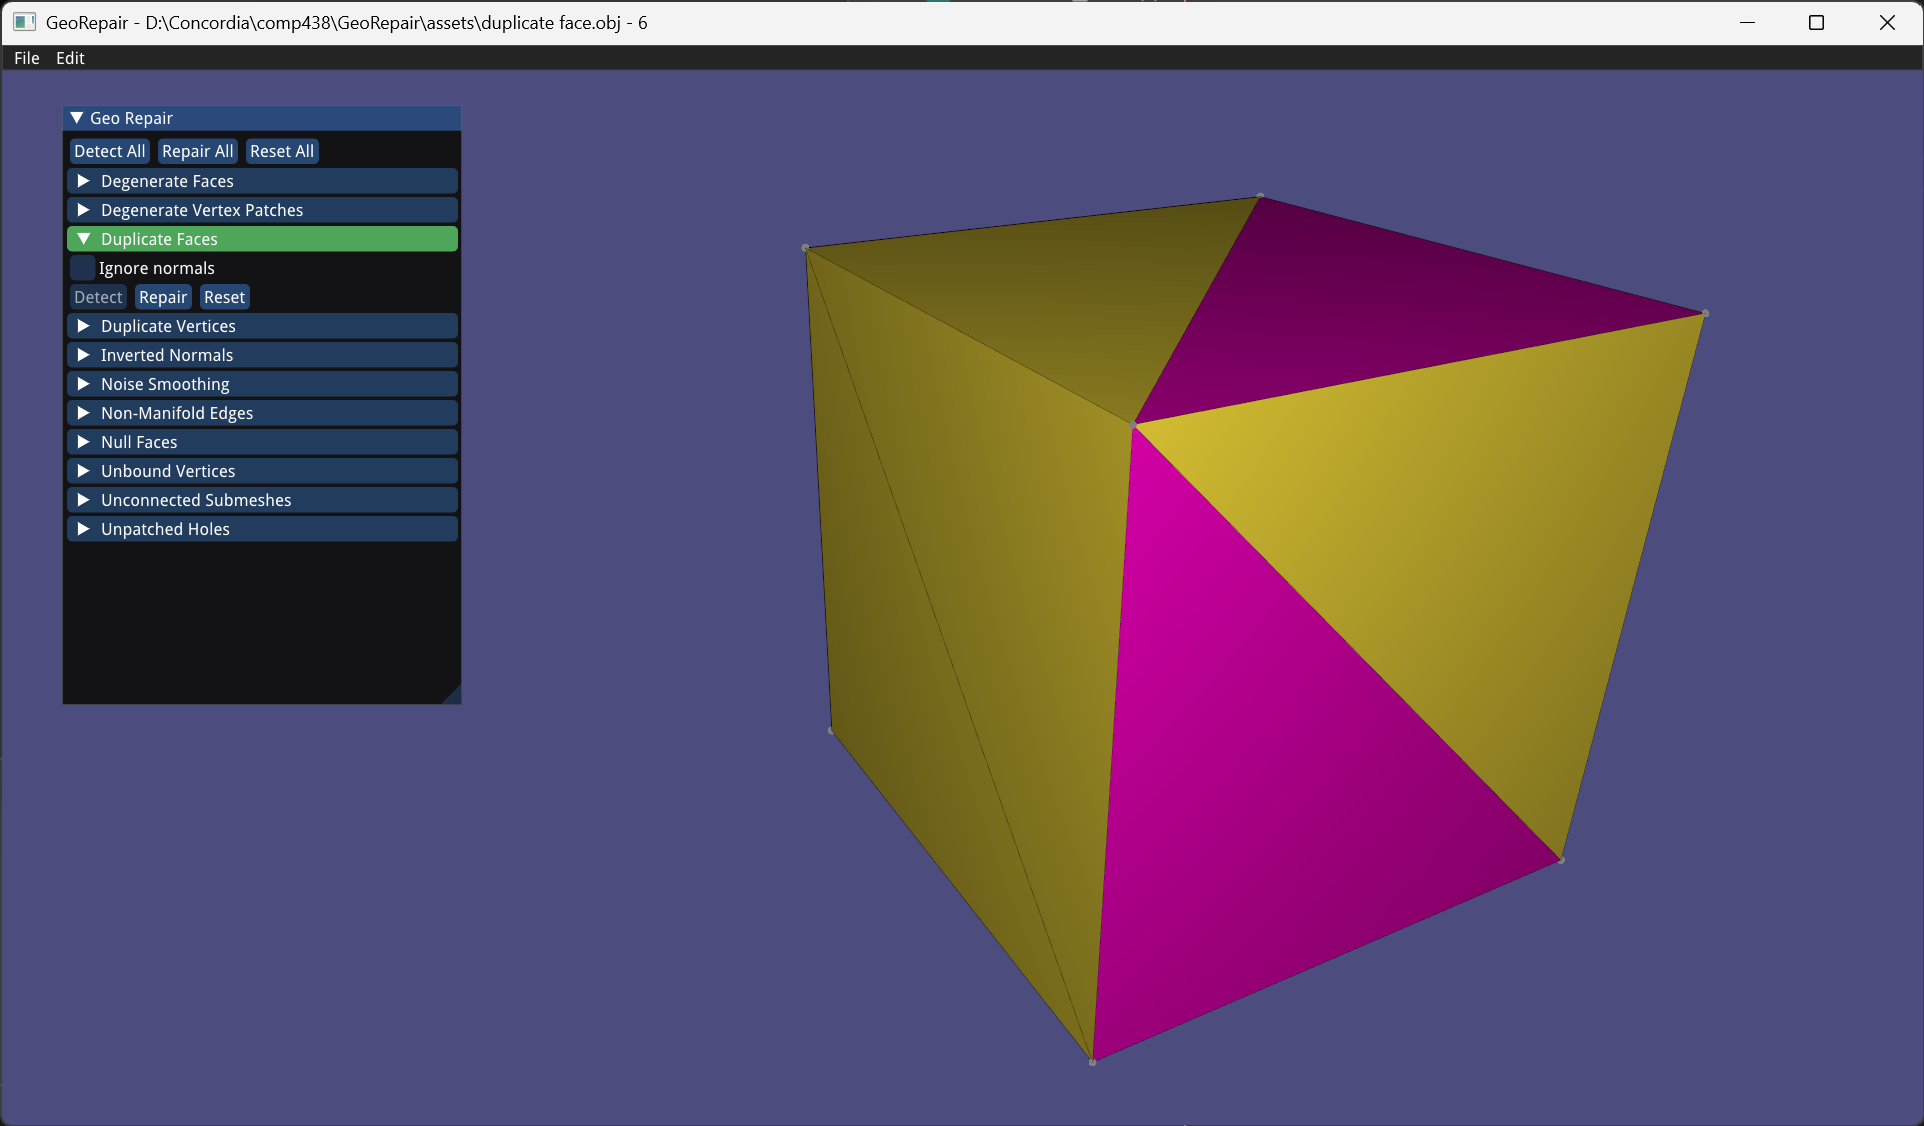 GeoRepair - D:\Concordia\comp438\GeoRepair\assets\duplicate face.obj - 6
File Edit
Geo Repair
Detect All Repair All Reset All
Degenerate Faces
Degenerate Vertex Patches
Duplicate Faces
Ignore normals
Detect Repair Reset
Duplicate Vertices
Inverted Normals
Noise Smoothing
Non-Manifold Edges
Null Faces
Unbound Vertices
Unconnected Submeshes
Unpatched Holes